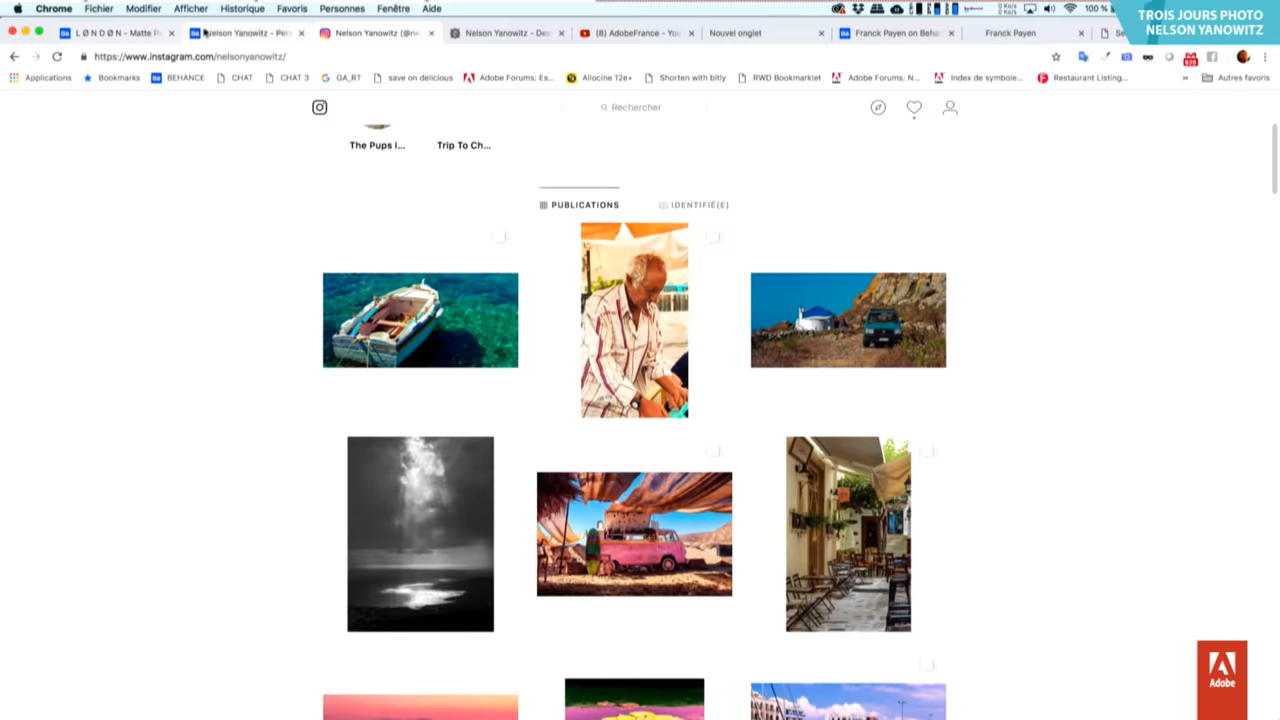 Chrome Fichier Modifier Afficher Historique Favoris Personnes Fenêtre Aide
100 %
TROIS JOURS PHOTO
NELSON YANOWITZ
L Ø N D Ø N - Matte P
Nelson Yanowitz - Per
Nelson Yanowitz (@ne
Nelson Yanowitz - Des
(8) AdobeFrance - You
Nouvel onglet
Franck Payen on Beha
Franck Payen
https://www.instagram.com/nelsonyanowitz/
Applications Bookmarks BEHANCE CHAT CHAT 3 GA_RT save on delicious Adobe Forums: Es... Allocine 12e+ Shorten with bitly RWD Bookmarklet Adobe Forums: N... Index de symbole... Restaurant Listing... » Autres favoris
Rechercher
The Pups I... Trip To Ch...
PUBLICATIONS IDENTIFIÉ(E)
Adobe